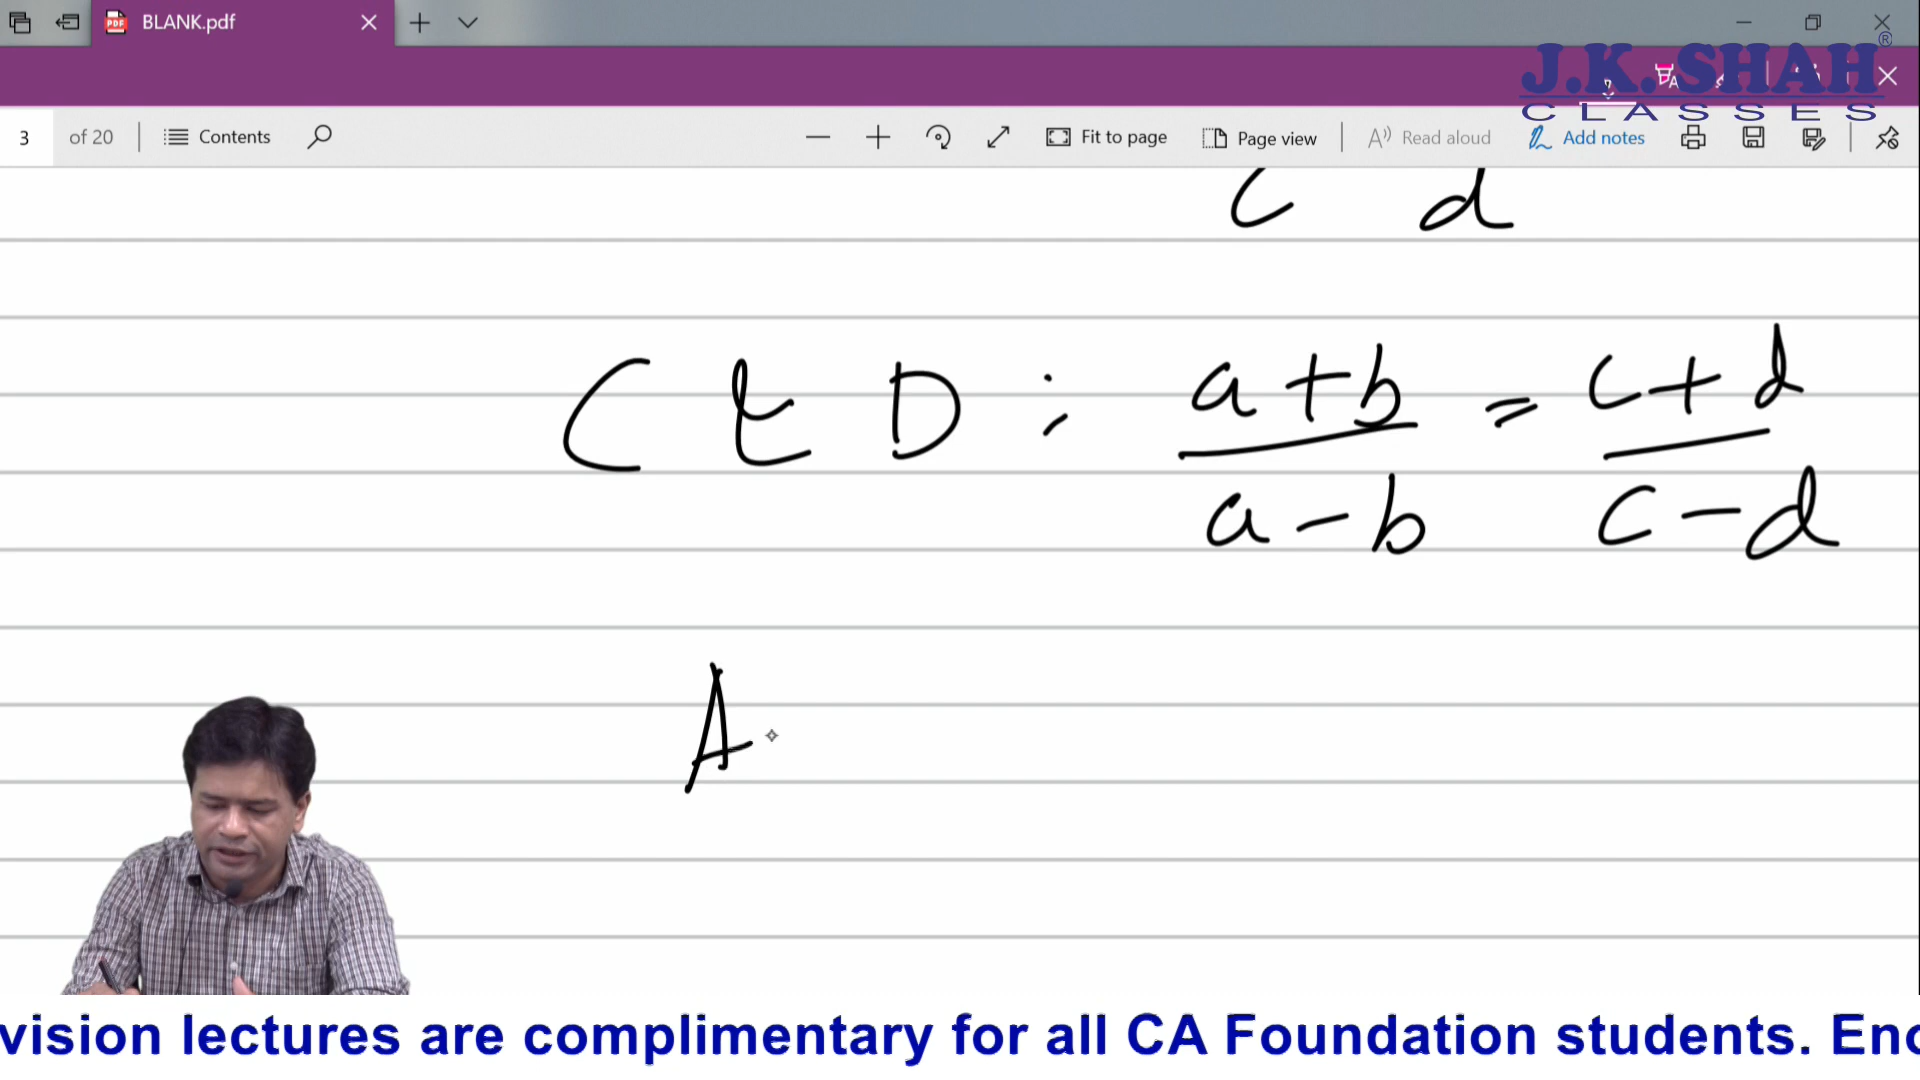 BLANK.pdf
J.K.SHAH®
CLASSES
3 of 20 Contents Fit to page Page view Read aloud Add notes
c d
C & D : a+b = c+d
a-b c-d
A
vision lectures are complimentary for all CA Foundation students. Enc